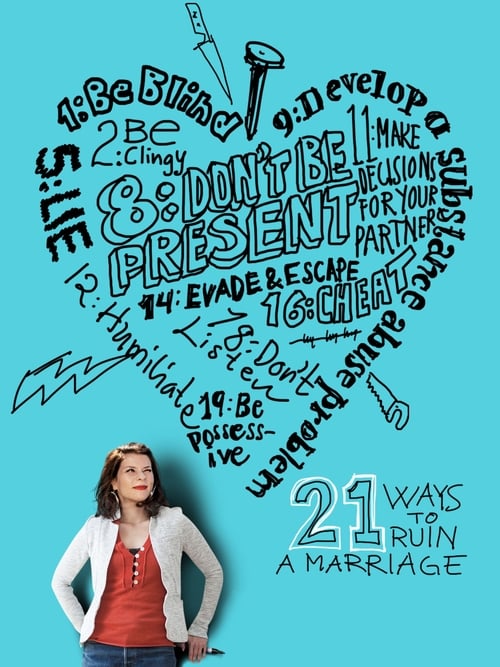 1: Be Blind
2: BE
Clingy
5: LIE
8: DON'T BE
PRESENT
9: Develop a substance abuse problem
11: MAKE
DECISIONS
FOR YOUR
PARTNER
12: Humiliate
14: EVADE & ESCAPE
16: CHEAT
18: Don't
Listen
19: Be
possess-
ive
21 WAYS
TO
RUIN
A MARRIAGE